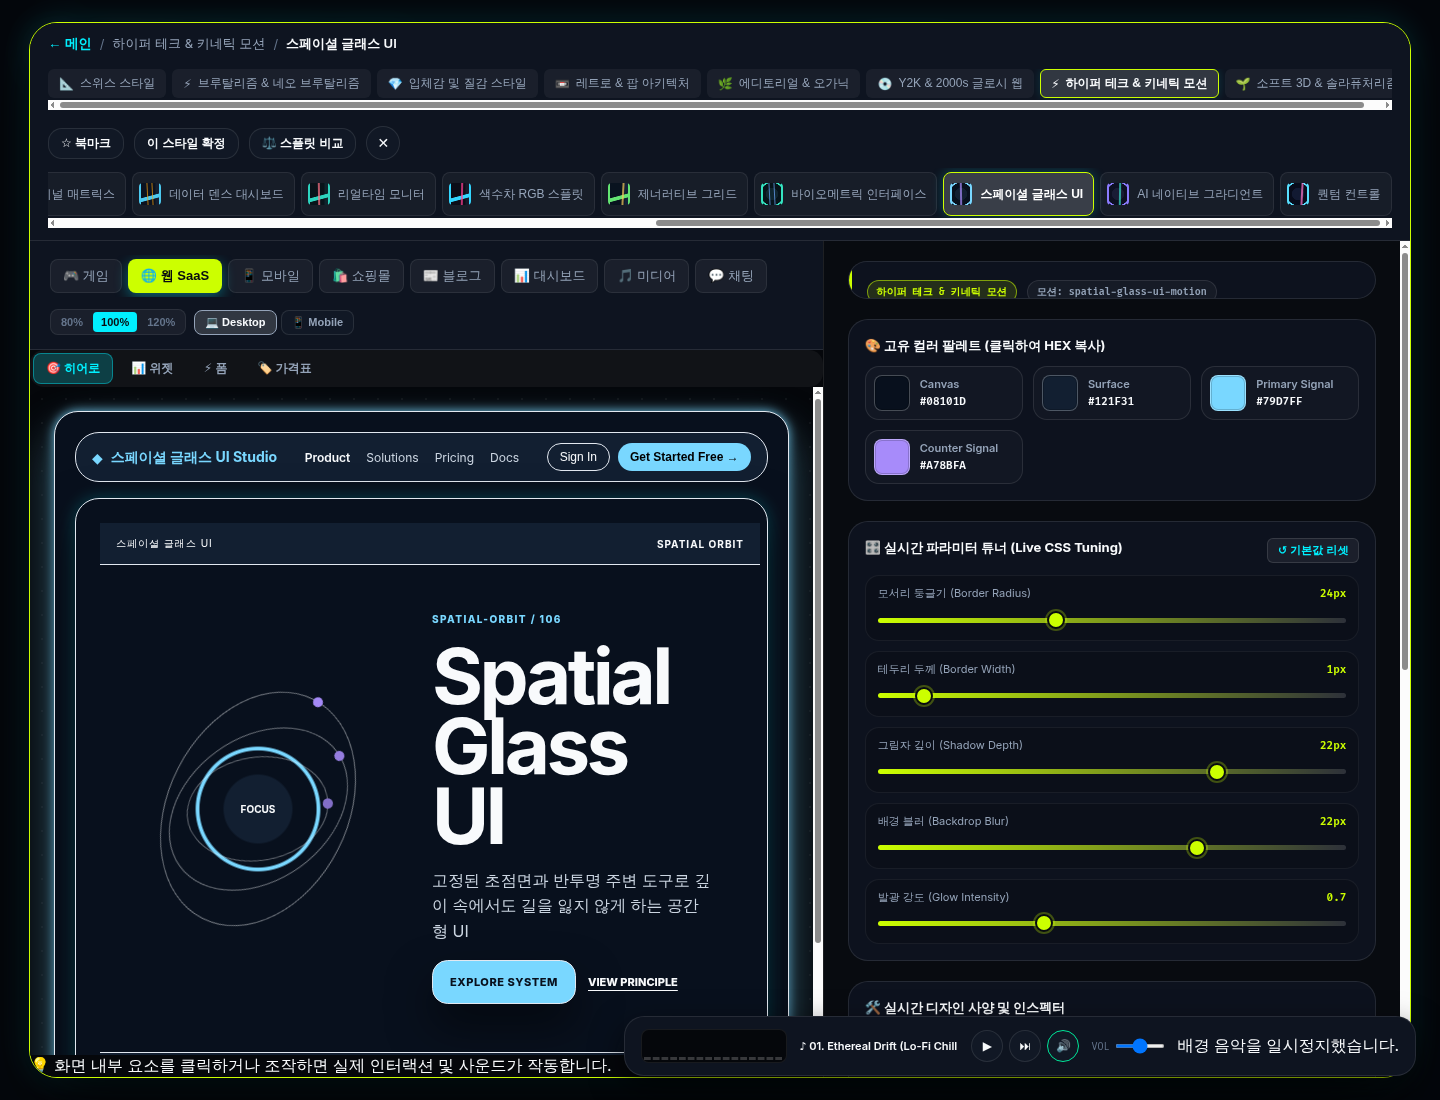 ← 메인 / 하이퍼 테크 & 키네틱 모션 / 스페이셜 글래스 UI
📐 스위스 스타일 ⚡ 브루탈리즘 & 네오 브루탈리즘 💎 입체감 및 질감 스타일 📼 레트로 & 팝 아키텍처 🌿 에디토리얼 & 오가닉 💿 Y2K & 2000s 글로시 웹 ⚡ 하이퍼 테크 & 키네틱 모션 🌱 소프트 3D & 솔라퓨처리즘
☆ 북마크 이 스타일 확정 ⚖️ 스플릿 비교 ✕
널 매트릭스 데이터 덴스 대시보드 리얼타임 모니터 색수차 RGB 스플릿 제너러티브 그리드 바이오메트릭 인터페이스 스페이셜 글래스 UI AI 네이티브 그라디언트 퀀텀 컨트롤
🎮 게임 🌐 웹 SaaS 📱 모바일 🛍️ 쇼핑몰 📰 블로그 📊 대시보드 🎵 미디어 💬 채팅
80% 100% 120% 💻 Desktop 📱 Mobile
🎯 히어로 📊 위젯 ⚡ 폼 🏷️ 가격표
◆ 스페이셜 글래스 UI Studio Product Solutions Pricing Docs Sign In Get Started Free →
스페이셜 글래스 UI SPATIAL ORBIT
SPATIAL-ORBIT / 106
Spatial
Glass
UI
FOCUS
고정된 초점면과 반투명 주변 도구로 깊
이 속에서도 길을 잃지 않게 하는 공간
형 UI
EXPLORE SYSTEM VIEW PRINCIPLE
💡 화면 내부 요소를 클릭하거나 조작하면 실제 인터랙션 및 사운드가 작동합니다.
하이퍼 테크 & 키네틱 모션 모션: spatial-glass-ui-motion
🎨 고유 컬러 팔레트 (클릭하여 HEX 복사)
Canvas
#08101D
Surface
#121F31
Primary Signal
#79D7FF
Counter Signal
#A78BFA
🎛️ 실시간 파라미터 튜너 (Live CSS Tuning) ↺ 기본값 리셋
모서리 둥글기 (Border Radius) 24px
테두리 두께 (Border Width) 1px
그림자 깊이 (Shadow Depth) 22px
배경 블러 (Backdrop Blur) 22px
발광 강도 (Glow Intensity) 0.7
🛠️ 실시간 디자인 사양 및 인스펙터
♪ 01. Ethereal Drift (Lo-Fi Chill ▶ ⏭ 🔊 VOL 배경 음악을 일시정지했습니다.